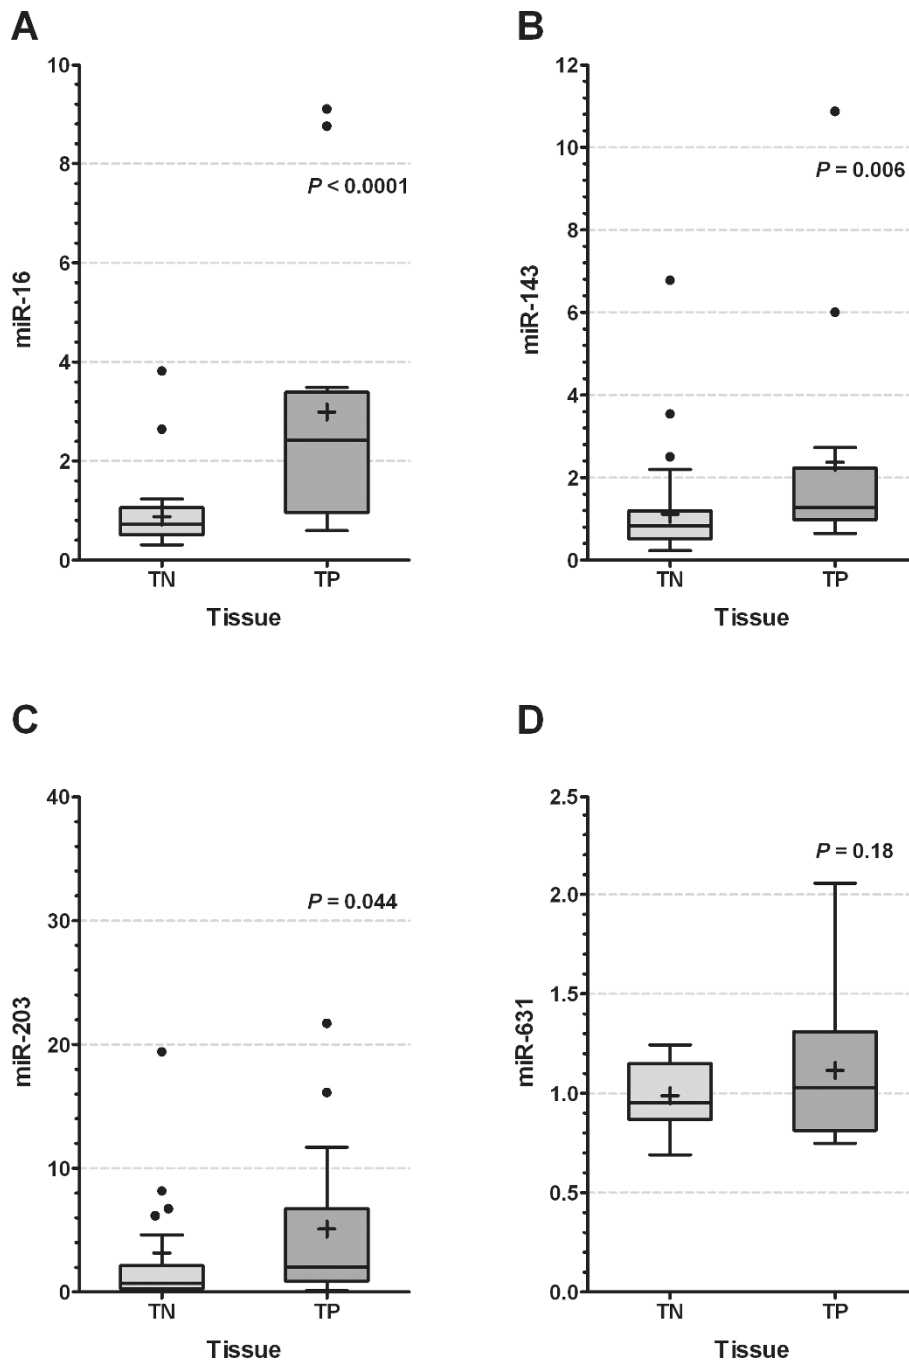 A
10
8
6
4
2
0
miR-16
P < 0.0001
TN
TP
Tissue
B
12
10
8
6
4
2
0
miR-143
P = 0.006
TN
TP
Tissue
C
40
30
20
10
0
miR-203
P = 0.044
TN
TP
Tissue
D
2.5
2.0
1.5
1.0
0.5
0.0
miR-631
P = 0.18
TN
TP
Tissue